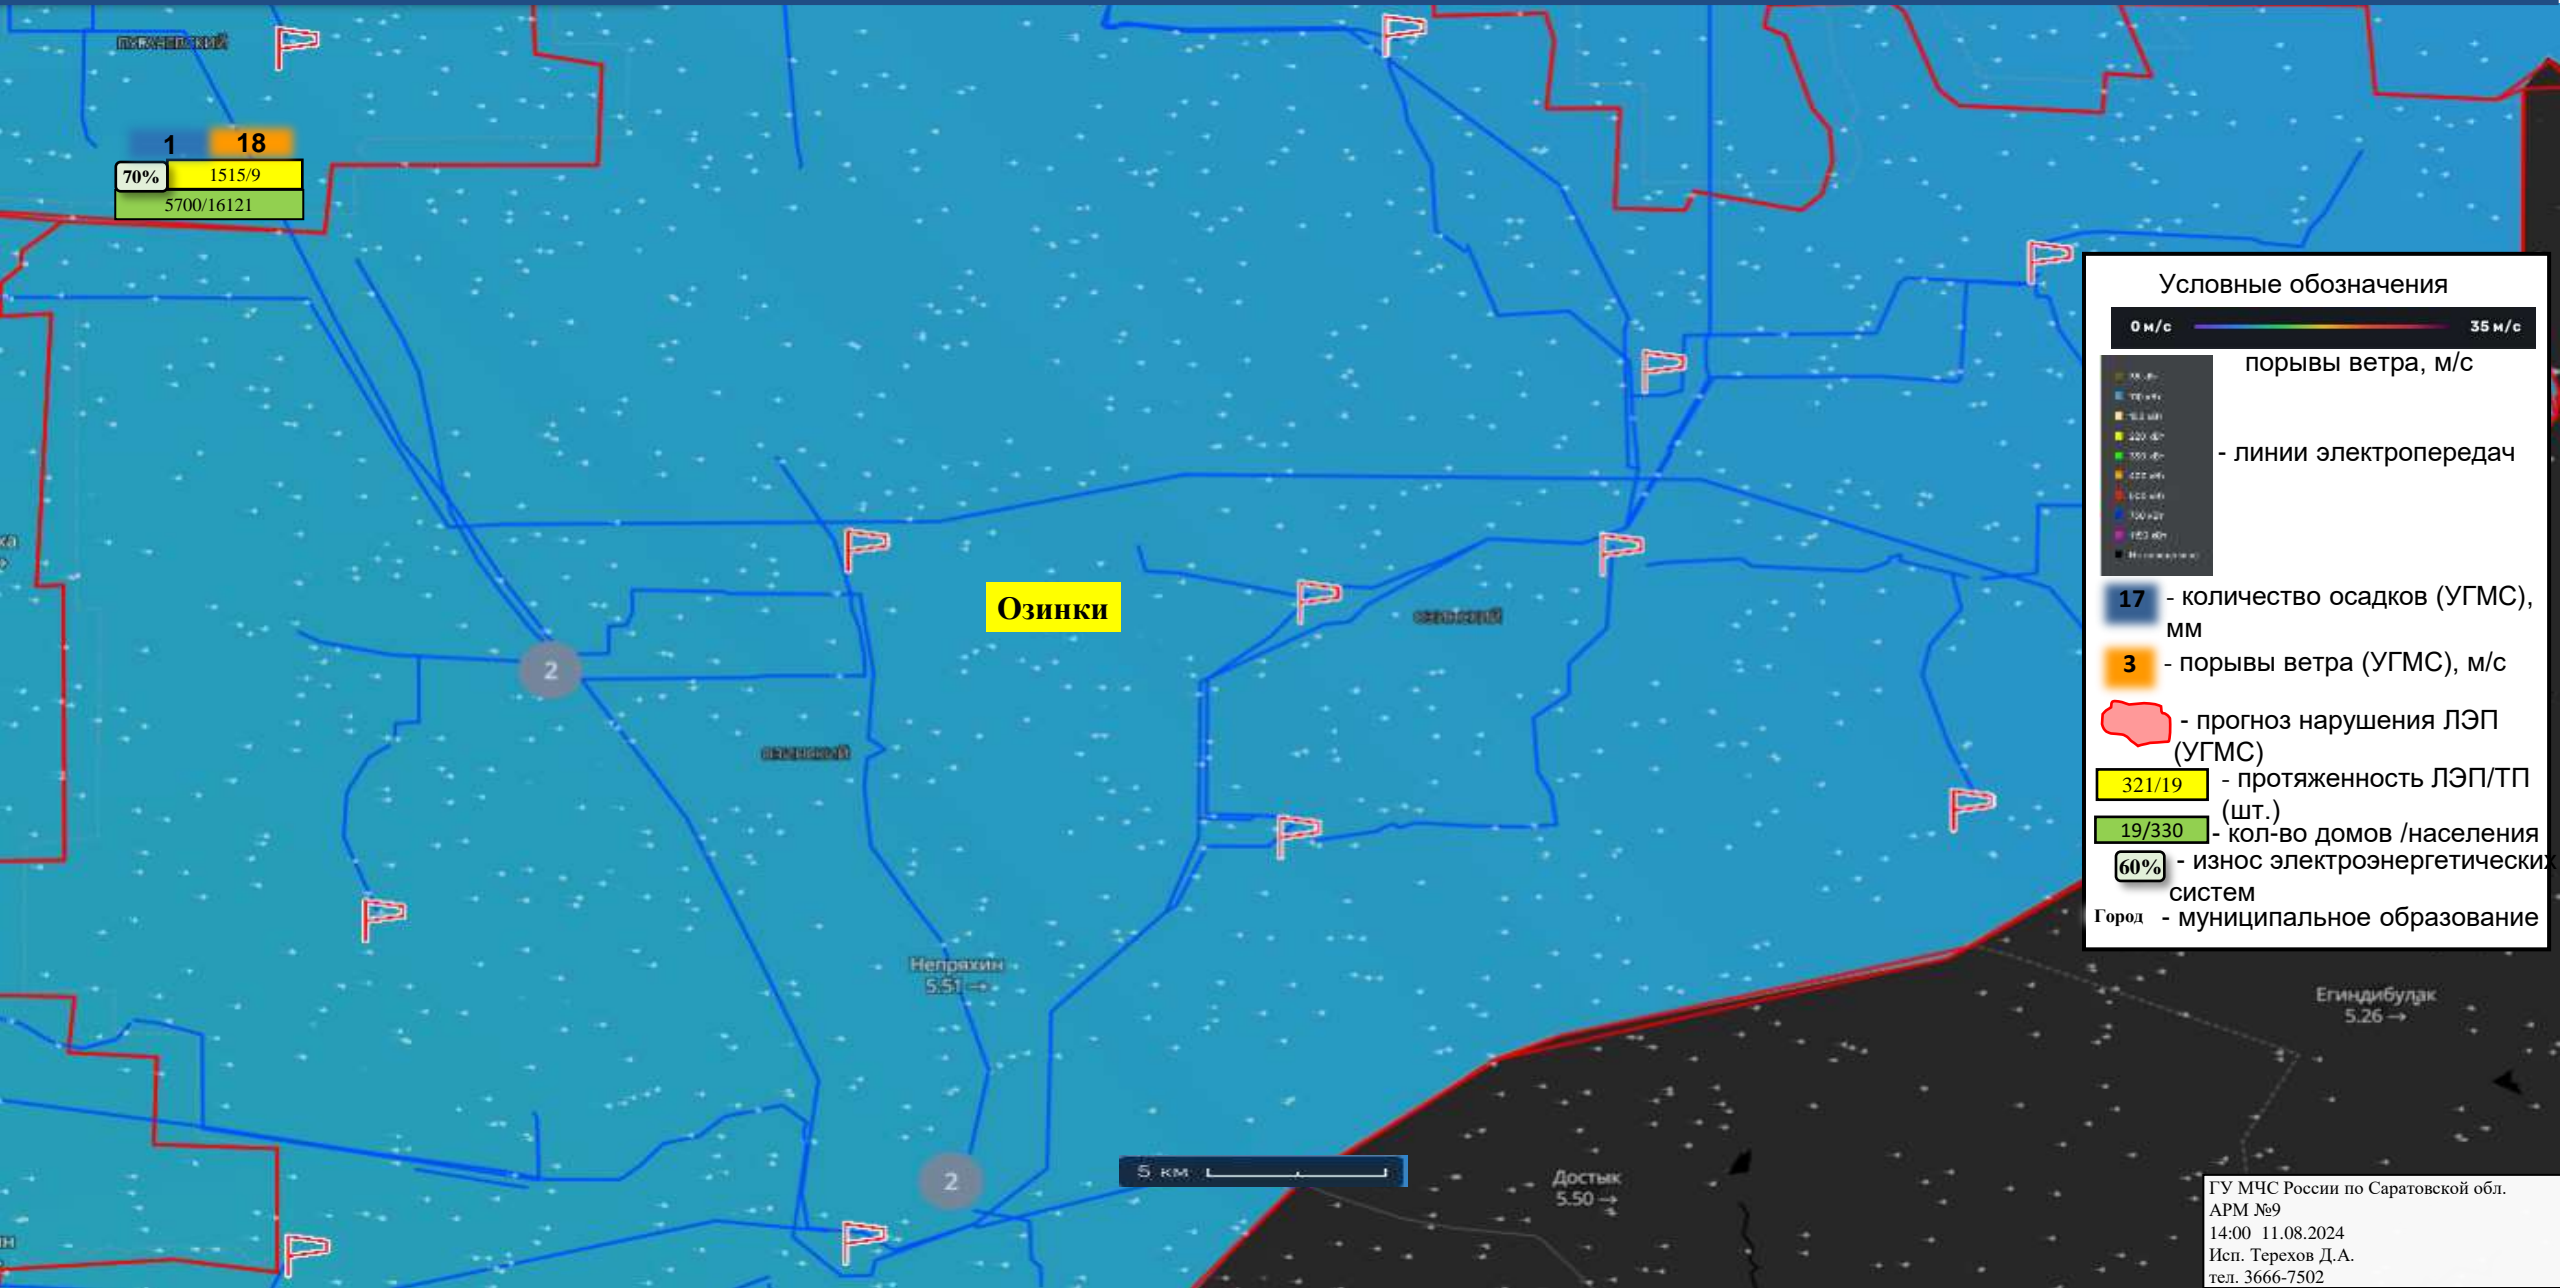 1 18
70% 1515/9
5700/16121
Озинки
2
Непряхин
5.51 →
2
5 км
Достык
5.50 →
Егиндибулак
5.26 →
Условные обозначения
0 м/с 35 м/с
порывы ветра, м/с
- линии электропередач
17 - количество осадков (УГМС),
мм
3 - порывы ветра (УГМС), м/с
- прогноз нарушения ЛЭП
(УГМС)
321/19 - протяженность ЛЭП/ТП
(шт.)
19/330 - кол-во домов /населения
60% - износ электроэнергетических
систем
Город - муниципальное образование
ГУ МЧС России по Саратовской обл.
АРМ №9
14:00 11.08.2024
Исп. Терехов Д.А.
тел. 3666-7502